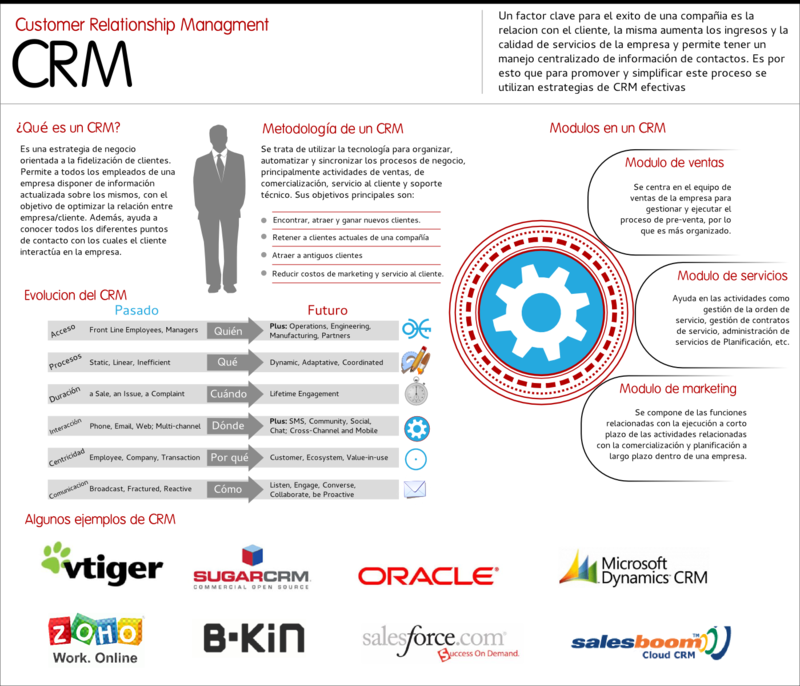 Customer Relationship Managment
CRM
Un factor clave para el exito de una compañia es la
relacion con el cliente, la misma aumenta los ingresos y la
calidad de servicios de la empresa y permite tener un
manejo centralizado de información de contactos. Es por
esto que para promover y simplificar este proceso se
utilizan estrategias de CRM efectivas
¿Qué es un CRM?
Es una estrategia de negocio
orientada a la fidelización de clientes.
Permite a todos los empleados de una
empresa disponer de información
actualizada sobre los mismos, con el
objetivo de optimizar la relación entre
empresa/cliente. Además, ayuda a
conocer todos los diferentes puntos
de contacto con los cuales el cliente
interactúa en la empresa.
Metodología de un CRM
Se trata de utilizar la tecnología para organizar,
automatizar y sincronizar los procesos de negocio,
principalmente actividades de ventas, de
comercialización, servicio al cliente y soporte
técnico. Sus objetivos principales son:
Encontrar, atraer y ganar nuevos clientes.
Retener a clientes actuales de una compañía
Atraer a antiguos clientes
Reducir costos de marketing y servicio al cliente.
Modulos en un CRM
Modulo de ventas
Se centra en el equipo de
ventas de la empresa para
gestionar y ejecutar el
proceso de pre-venta, por lo
que es más organizado.
Modulo de servicios
Ayuda en las actividades como
gestión de la orden de
servicio, gestión de contratos
de servicio, administración de
servicios de Planificación, etc.
Modulo de marketing
Se compone de las funciones
relacionadas con la ejecución a corto
plazo de las actividades relacionadas
con la comercialización y planificación a
largo plazo dentro de una empresa.
Evolucion del CRM
Pasado
Futuro
Acceso
Front Line Employees, Managers
Quién
Plus: Operations, Engineering,
Manufacturing, Partners
Procesos
Static, Linear, Inefficient
Qué
Dynamic, Adaptative, Coordinated
Duración
a Sale, an Issue, a Complaint
Cuándo
Lifetime Engagement
Interacción
Phone, Email, Web; Multi-channel
Dónde
Plus: SMS, Community, Social,
Chat; Cross-Channel and Mobile
Centricidad
Employee, Company, Transaction
Por qué
Customer, Ecosystem, Value-in-use
Comunicacion
Broadcast, Fractured, Reactive
Cómo
Listen, Engage, Converse,
Collaborate, be Proactive
Algunos ejemplos de CRM
vtiger
SUGARCRM
COMMERCIAL OPEN SOURCE
ORACLE
Microsoft
Dynamics CRM
ZOHO
Work. Online
B·KIN
salesforce.com
Success On Demand.
salesboom
Cloud CRM